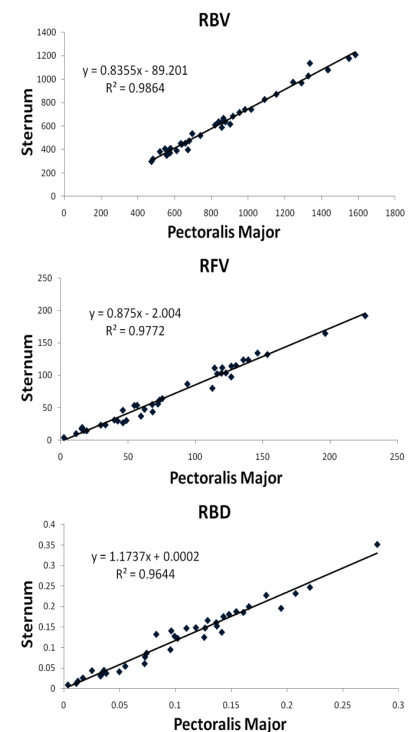 RBV
1400
1200
1000
800
600
400
200
0
y = 0.8355x - 89.201
R² = 0.9864
Sternum
0 200 400 600 800 1000 1200 1400 1600 1800
Pectoralis Major
RFV
250
200
150
100
50
0
y = 0.875x - 2.004
R² = 0.9772
Sternum
0 50 100 150 200 250
Pectoralis Major
RBD
0.4
0.35
0.3
0.25
0.2
0.15
0.1
0.05
0
y = 1.1737x + 0.0002
R² = 0.9644
Sternum
0 0.05 0.1 0.15 0.2 0.25 0.3
Pectoralis Major